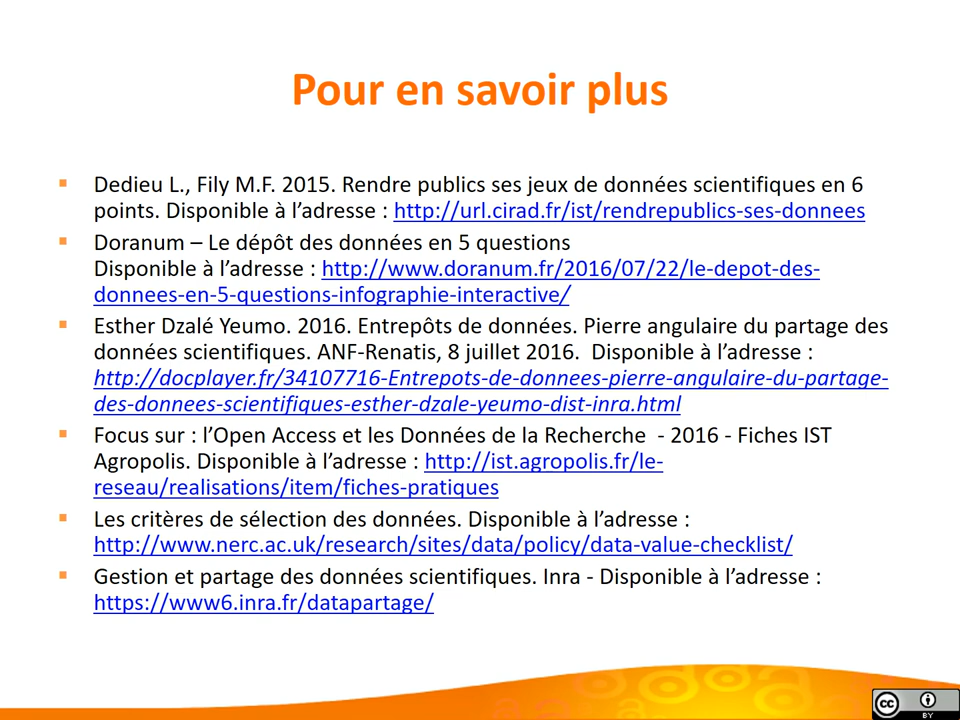 Pour en savoir plus
▪ Dedieu L., Fily M.F. 2015. Rendre publics ses jeux de données scientifiques en 6
points. Disponible à l’adresse : http://url.cirad.fr/ist/rendrepublics-ses-donnees
▪ Doranum – Le dépôt des données en 5 questions
Disponible à l’adresse : http://www.doranum.fr/2016/07/22/le-depot-des-
donnees-en-5-questions-infographie-interactive/
▪ Esther Dzalé Yeumo. 2016. Entrepôts de données. Pierre angulaire du partage des
données scientifiques. ANF-Renatis, 8 juillet 2016.  Disponible à l’adresse :
http://docplayer.fr/34107716-Entrepots-de-donnees-pierre-angulaire-du-partage-
des-donnees-scientifiques-esther-dzale-yeumo-dist-inra.html
▪ Focus sur : l’Open Access et les Données de la Recherche  - 2016 - Fiches IST
Agropolis. Disponible à l’adresse : http://ist.agropolis.fr/le-
reseau/realisations/item/fiches-pratiques
▪ Les critères de sélection des données. Disponible à l’adresse :
http://www.nerc.ac.uk/research/sites/data/policy/data-value-checklist/
▪ Gestion et partage des données scientifiques. Inra - Disponible à l’adresse :
https://www6.inra.fr/datapartage/
cc
BY